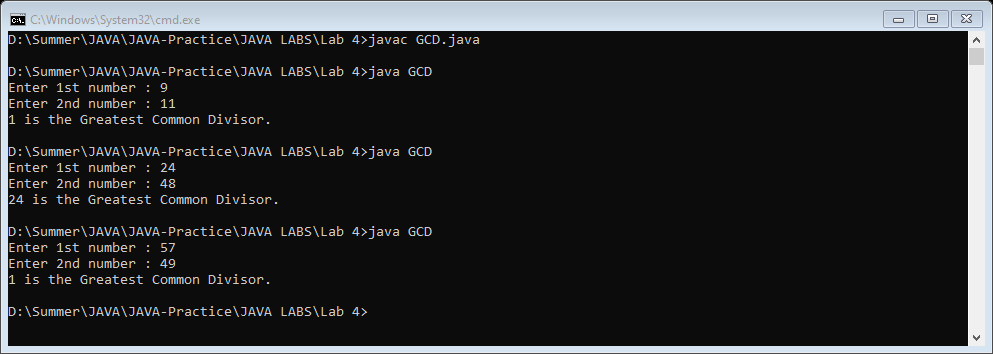 C:\Windows\System32\cmd.exe
D:\Summer\JAVA\JAVA-Practice\JAVA LABS\Lab 4>javac GCD.java
D:\Summer\JAVA\JAVA-Practice\JAVA LABS\Lab 4>java GCD
Enter 1st number : 9
Enter 2nd number : 11
1 is the Greatest Common Divisor.
D:\Summer\JAVA\JAVA-Practice\JAVA LABS\Lab 4>java GCD
Enter 1st number : 24
Enter 2nd number : 48
24 is the Greatest Common Divisor.
D:\Summer\JAVA\JAVA-Practice\JAVA LABS\Lab 4>java GCD
Enter 1st number : 57
Enter 2nd number : 49
1 is the Greatest Common Divisor.
D:\Summer\JAVA\JAVA-Practice\JAVA LABS\Lab 4>